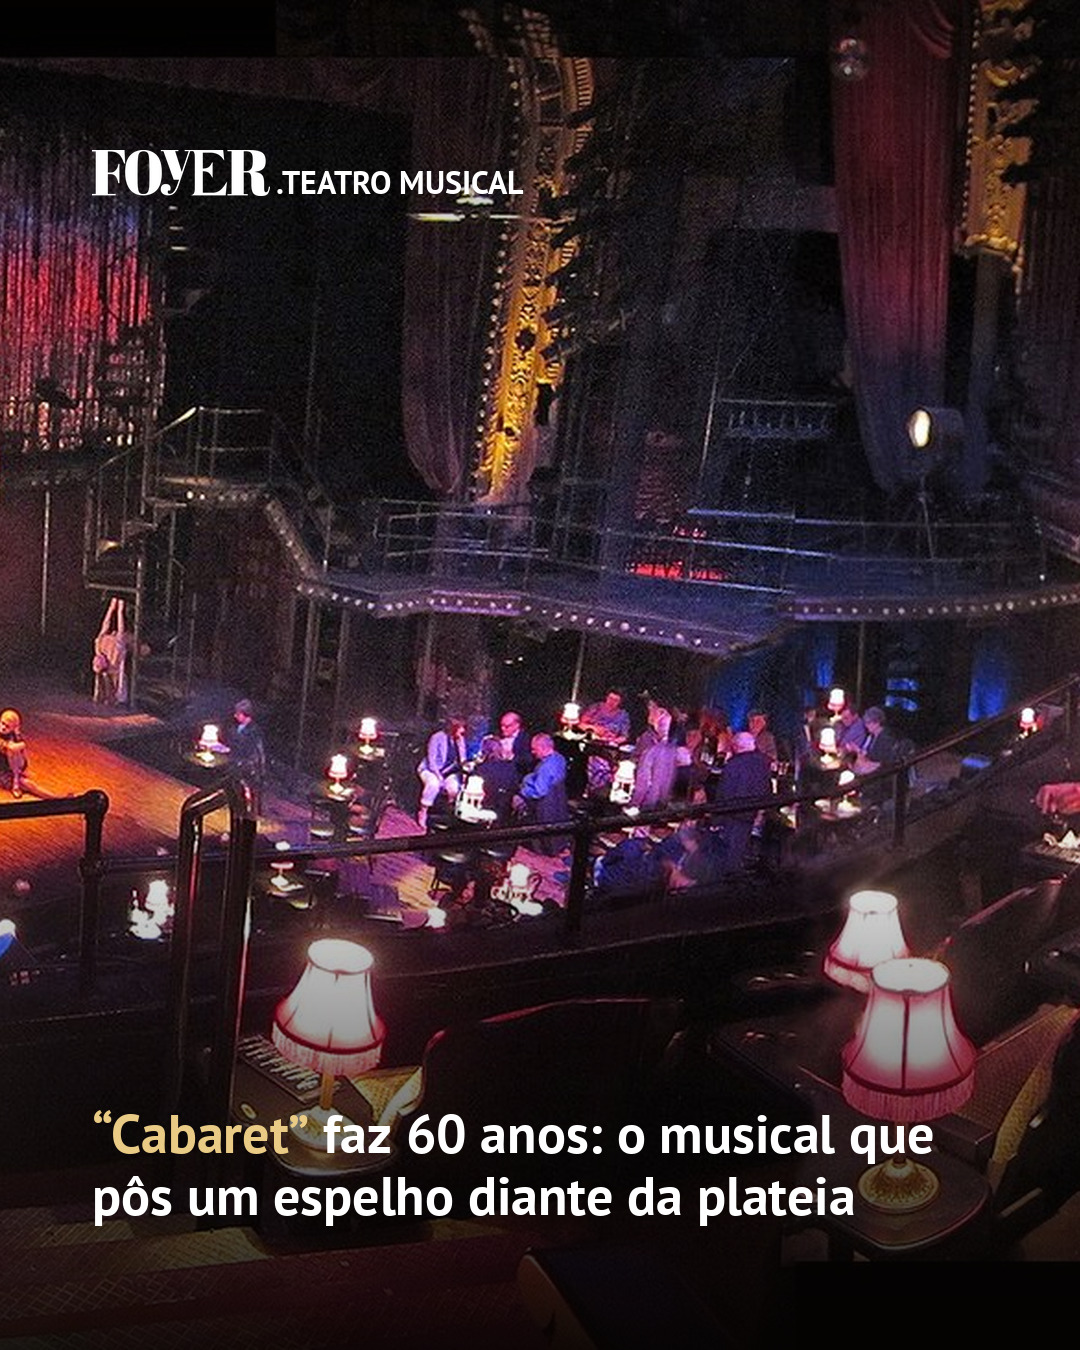 FOYER .TEATRO MUSICAL
“Cabaret” faz 60 anos: o musical que
pôs um espelho diante da plateia